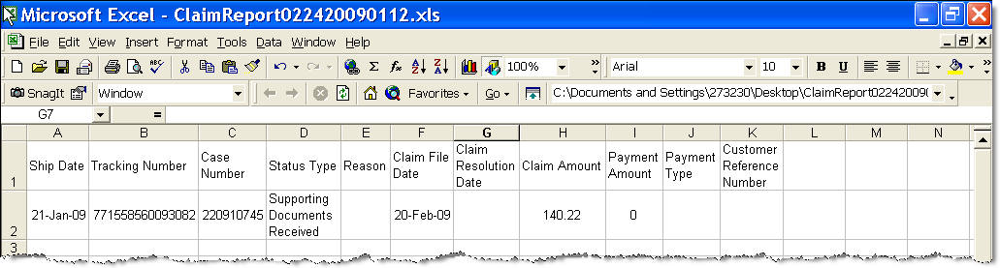 Microsoft Excel - ClaimReport022420090112.xls
File Edit View Insert Format Tools Data Window Help
100% Arial 10 B U
SnagIt Window Favorites Go C:\Documents and Settings\273230\Desktop\ClaimReport02242009
G7 =
A B C D E F G H I J K L M N
1 Ship Date Tracking Number Case Number Status Type Reason Claim File Date Claim Resolution Date Claim Amount Payment Amount Payment Type Customer Reference Number
2 21-Jan-09 771558560093082 220910745 Supporting Documents Received 20-Feb-09 140.22 0
3